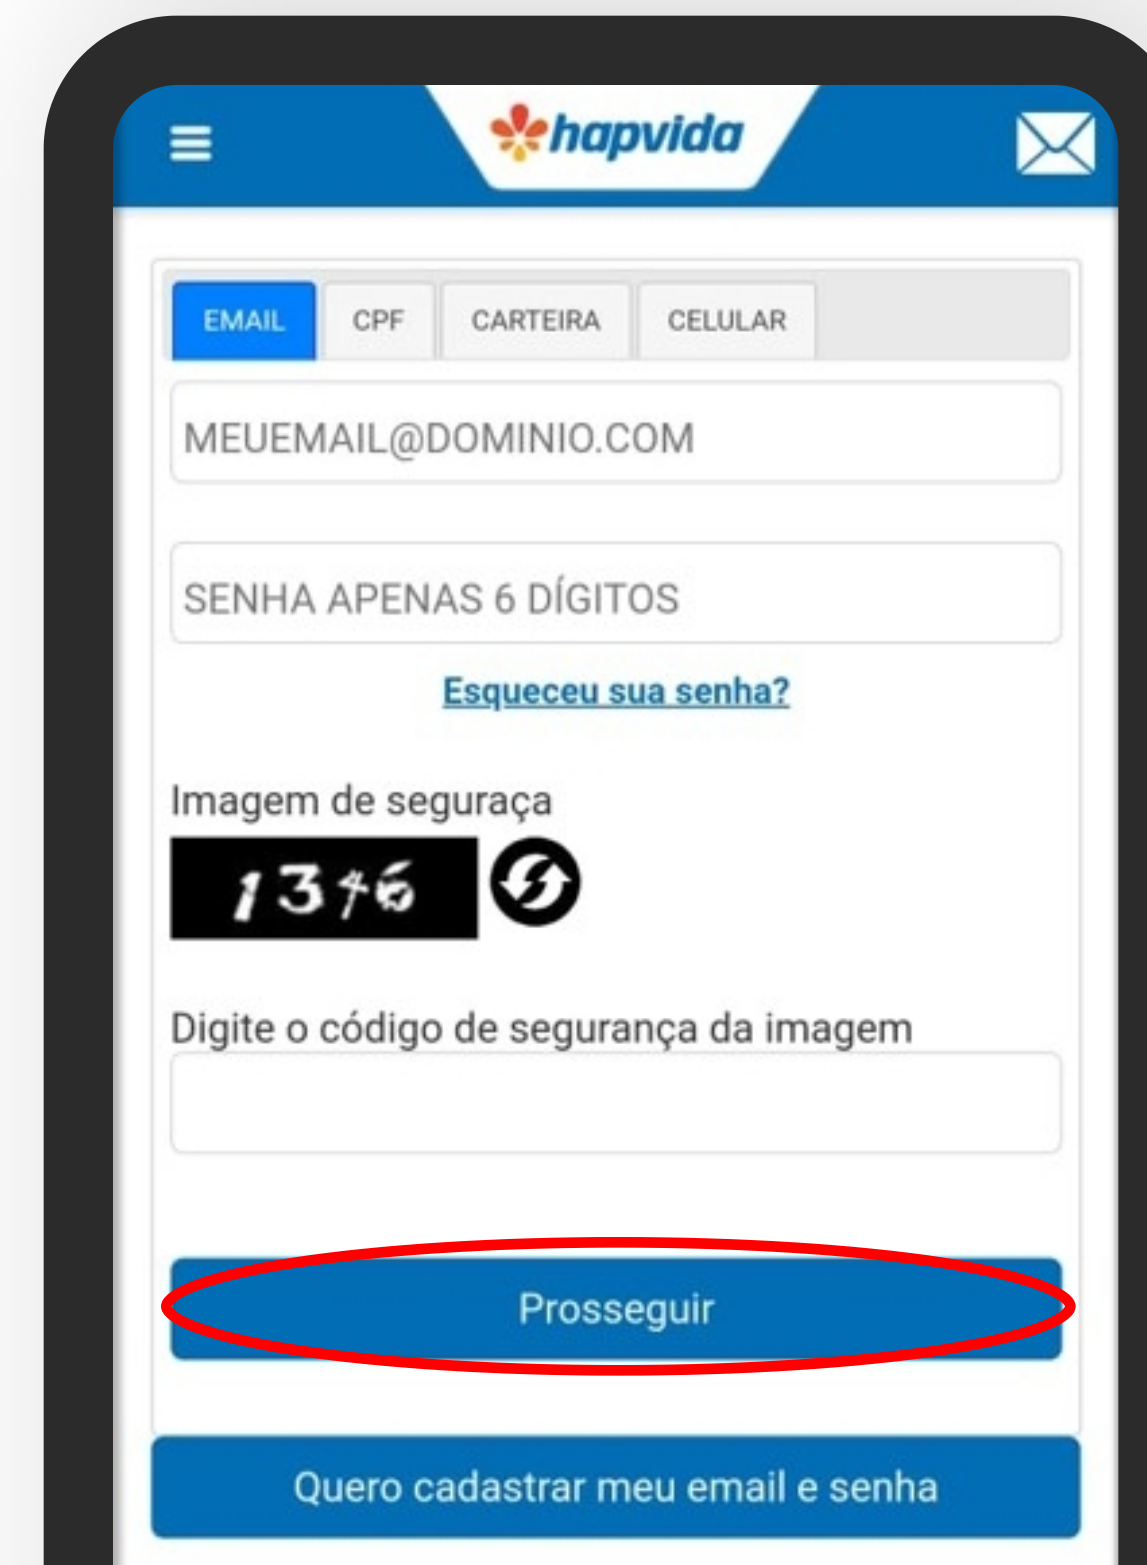 hapvida
EMAIL CPF CARTEIRA CELULAR
MEUEMAIL@DOMINIO.COM
SENHA APENAS 6 DÍGITOS
Esqueceu sua senha?
Imagem de seguraça
Digite o código de segurança da imagem
Prosseguir
Quero cadastrar meu email e senha